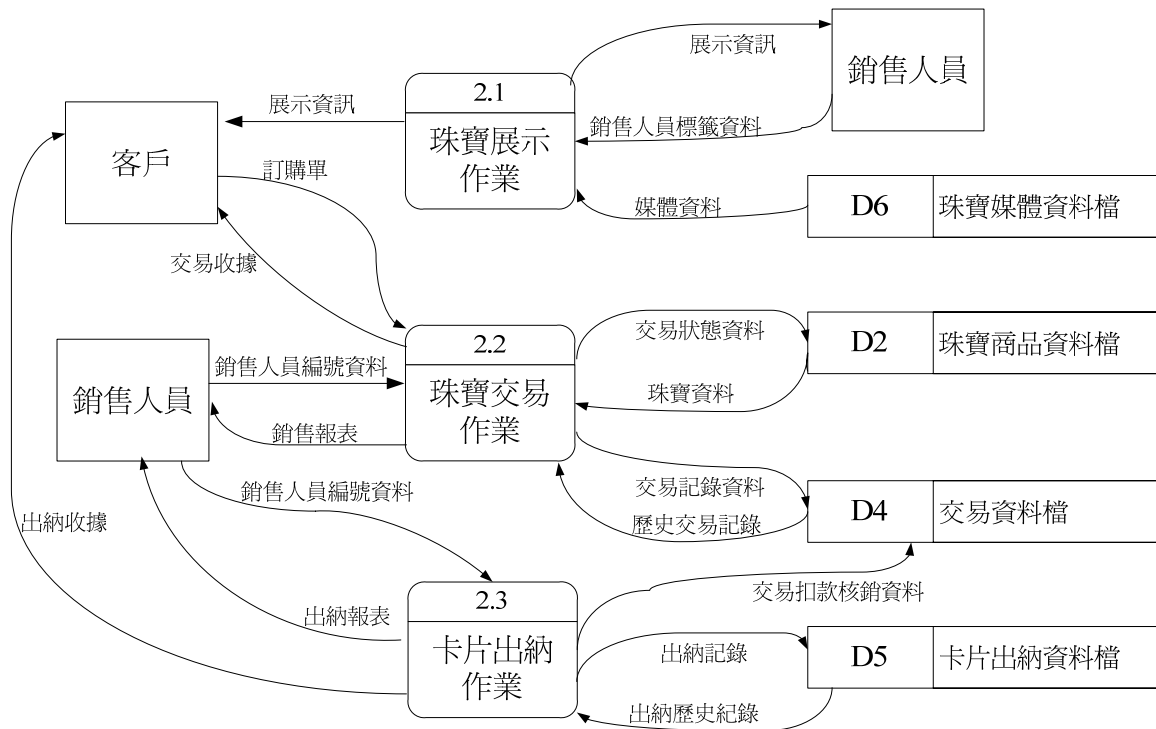 展示資訊
銷售人員
2.1
珠寶展示
作業
展示資訊
銷售人員標籤資料
客戶
訂購單
媒體資料
D6
珠寶媒體資料檔
交易收據
2.2
珠寶交易
作業
交易狀態資料
D2
珠寶商品資料檔
銷售人員
銷售人員編號資料
珠寶資料
銷售報表
銷售人員編號資料
交易記錄資料
歷史交易記錄
D4
交易資料檔
出納收據
2.3
卡片出納
作業
交易扣款核銷資料
出納報表
出納記錄
D5
卡片出納資料檔
出納歷史紀錄